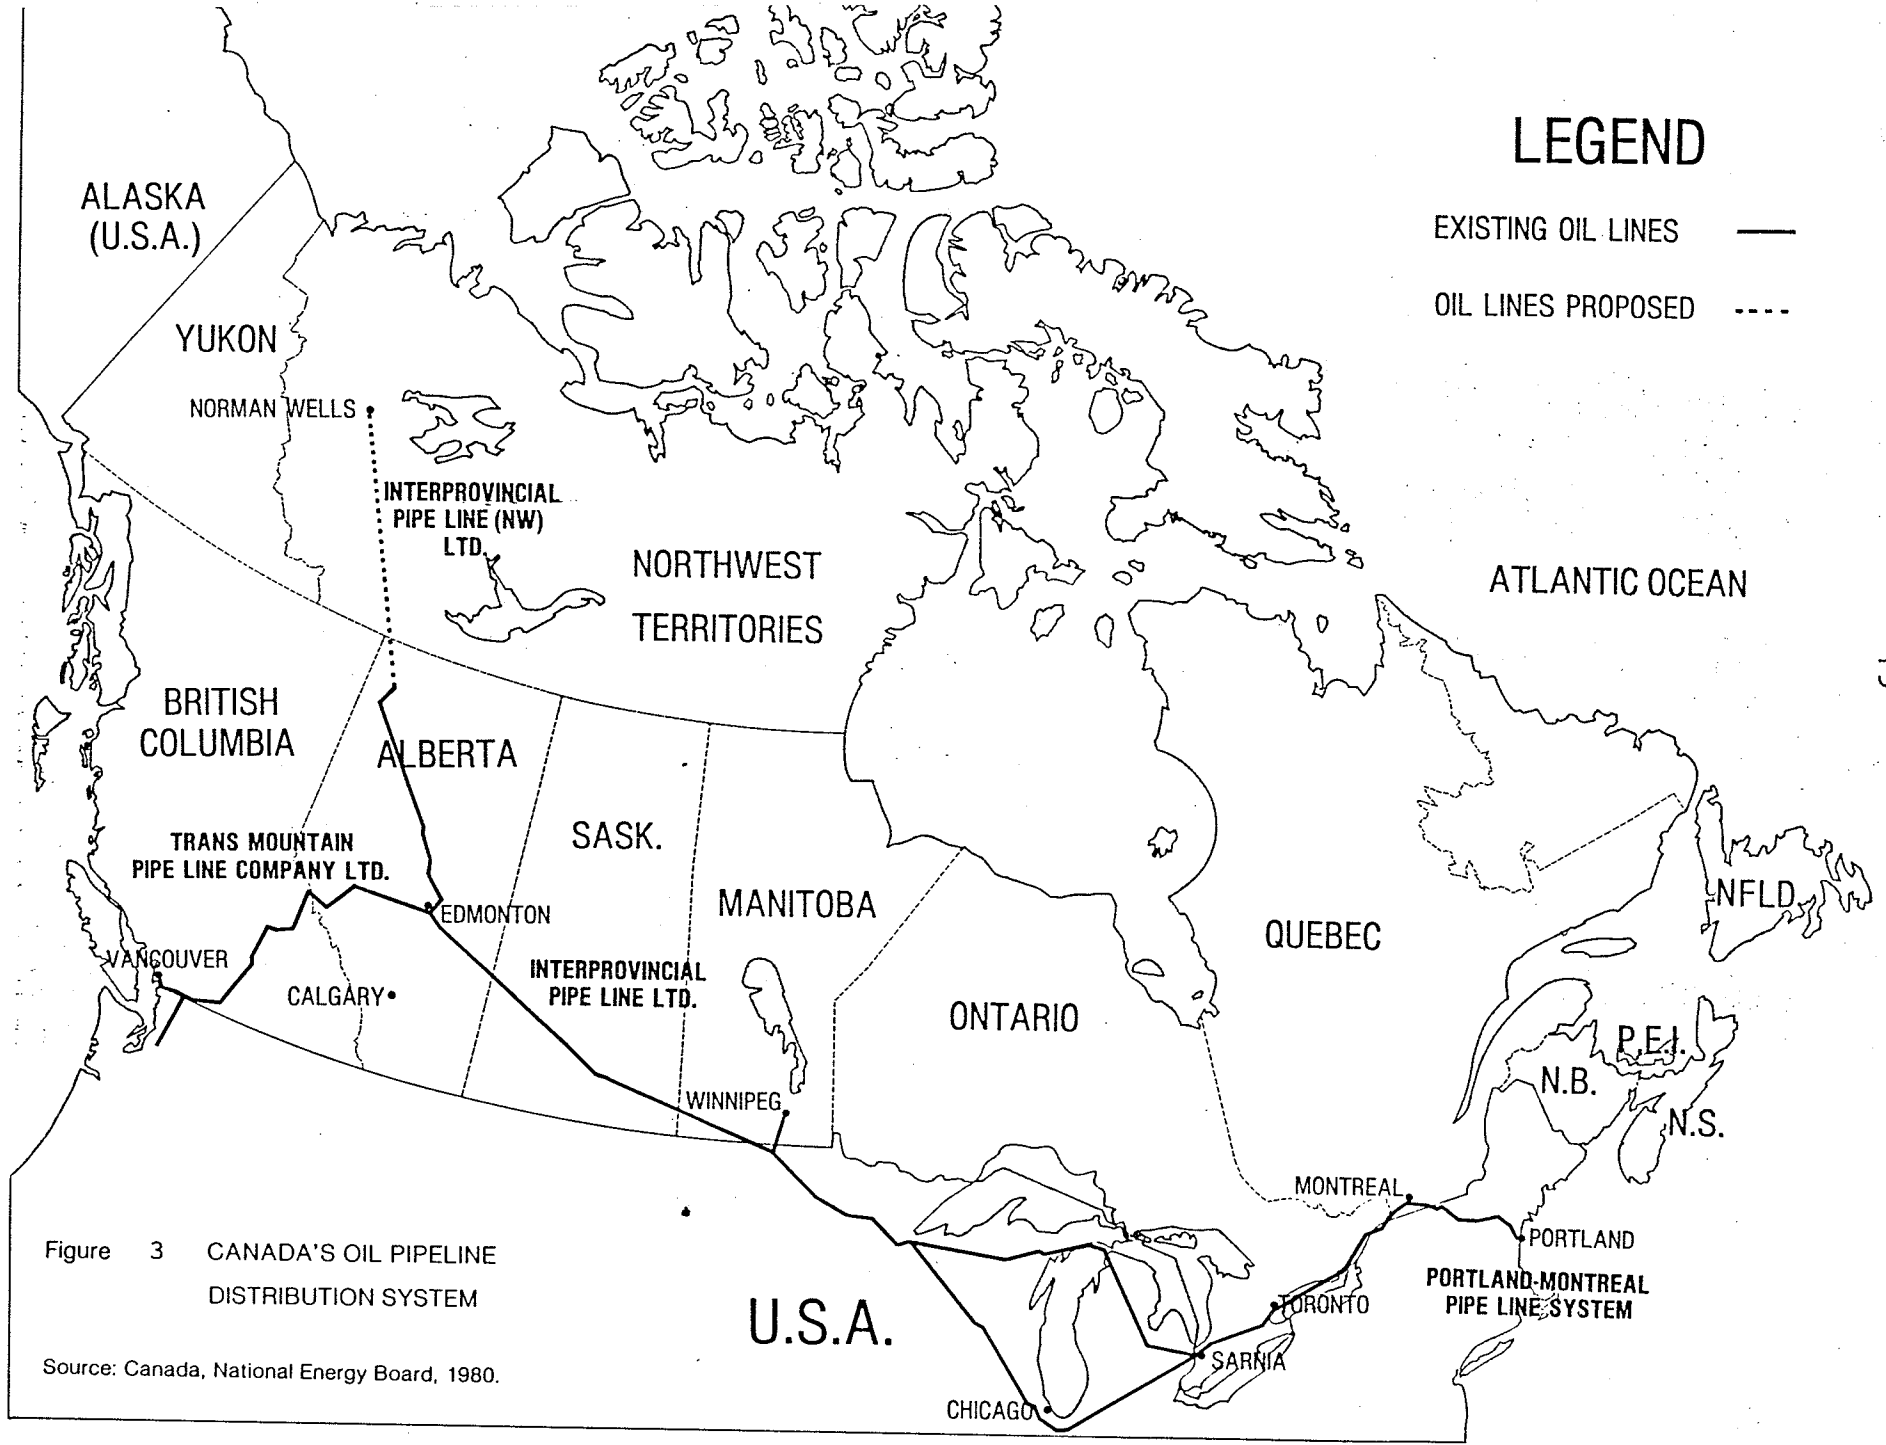 LEGEND
EXISTING OIL LINES
OIL LINES PROPOSED
ALASKA
(U.S.A.)
YUKON
NORMAN WELLS
INTERPROVINCIAL
PIPE LINE (NW)
LTD.
NORTHWEST
TERRITORIES
ATLANTIC OCEAN
BRITISH
COLUMBIA
ALBERTA
TRANS MOUNTAIN
PIPE LINE COMPANY LTD.
SASK.
MANITOBA
EDMONTON
NFLD.
QUEBEC
VANCOUVER
INTERPROVINCIAL
PIPE LINE LTD.
CALGARY
ONTARIO
P.E.I.
N.B.
WINNIPEG
N.S.
MONTREAL
PORTLAND
PORTLAND-MONTREAL
PIPE LINE SYSTEM
TORONTO
SARNIA
CHICAGO
U.S.A.
Figure 3 CANADA'S OIL PIPELINE
DISTRIBUTION SYSTEM
Source: Canada, National Energy Board, 1980.